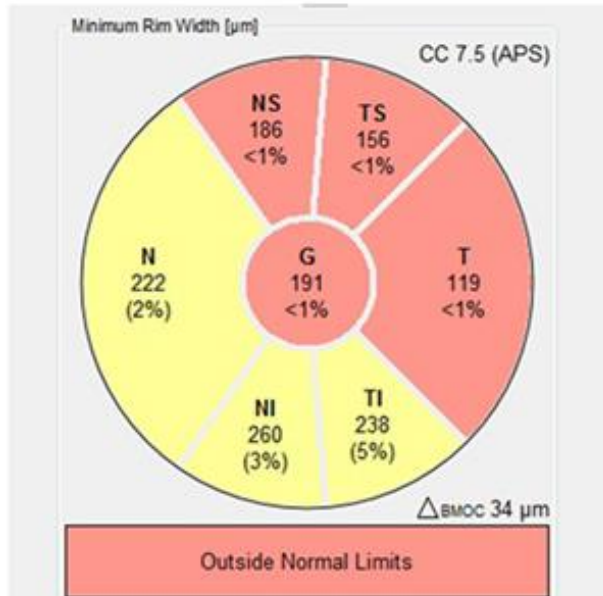 Minimum Rim Width [µm]
CC 7.5 (APS)
NS
186
<1%
TS
156
<1%
N
222
(2%)
G
191
<1%
T
119
<1%
NI
260
(3%)
TI
238
(5%)
△BMOC 34 µm
Outside Normal Limits